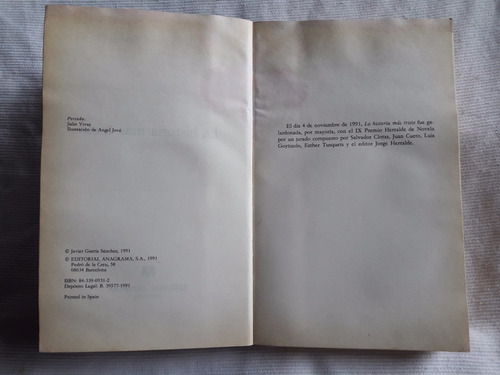 Portada:
Julio Vivas
Ilustración de Angel Jové
© Javier García Sánchez, 1991
© EDITORIAL ANAGRAMA, S.A., 1991
Pedró de la Creu, 58
08034 Barcelona
ISBN: 84-339-0931-2
Depósito Legal: B. 39377-1991
Printed in Spain
El día 4 de noviembre de 1991, La historia más triste fue ga-
lardonada, por mayoría, con el IX Premio Herralde de Novela
por un jurado compuesto por Salvador Clotas, Juan Cueto, Luis
Goytisolo, Esther Tusquets y el editor Jorge Herralde.